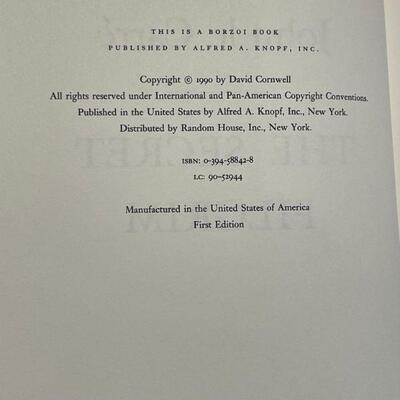 THIS IS A BORZOI BOOK
PUBLISHED BY ALFRED A. KNOPF, INC.
Copyright © 1990 by David Cornwell
All rights reserved under International and Pan-American Copyright Conventions.
Published in the United States by Alfred A. Knopf, Inc., New York.
Distributed by Random House, Inc., New York.
ISBN: 0-394-58842-8
LC: 90-52944
Manufactured in the United States of America
First Edition